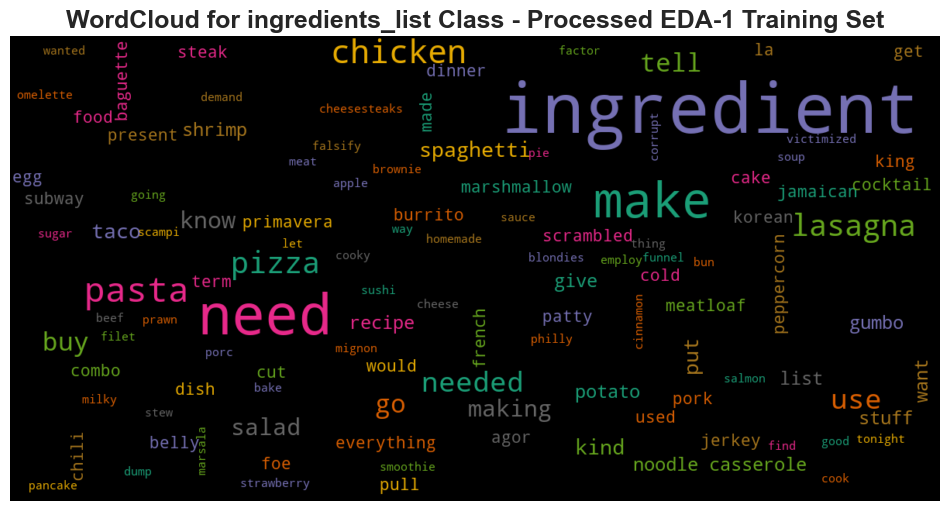 WordCloud for ingredients_list Class - Processed EDA-1 Training Set
wanted
baguette
steak
chicken
dinner
factor
tell
la
get
omelette
food
demand
cheesesteaks
made
ingredient
present
shrimp
falsify
spaghetti
pie
corrupt
victimized
soup
king
meat
brownie
egg
subway
going
apple
marshmallow
make
cake
jamaican
cocktail
sugar
taco
scampi
know
primavera
burrito
way
sauce
homemade
scrambled
thing
korean
lasagna
let
pizza
cooky
blondies
employ
funnel
bun
pasta
term
need
sushi
give
cold
cheese
meatloaf
peppercorn
cinnamon
beef
prawn
filet
recipe
french
patty
philly
gumbo
buy
porc
mignon
would
put
combo
cut
dish
bake
needed
potato
salmon
list
want
milky
stew
go
making
pork
used
use
stuff
salad
agor
everything
kind
jerkey
find
good
tonight
chili
belly
marsala
foe
smoothie
noodle casserole
dump
strawberry
pull
cook
pancake